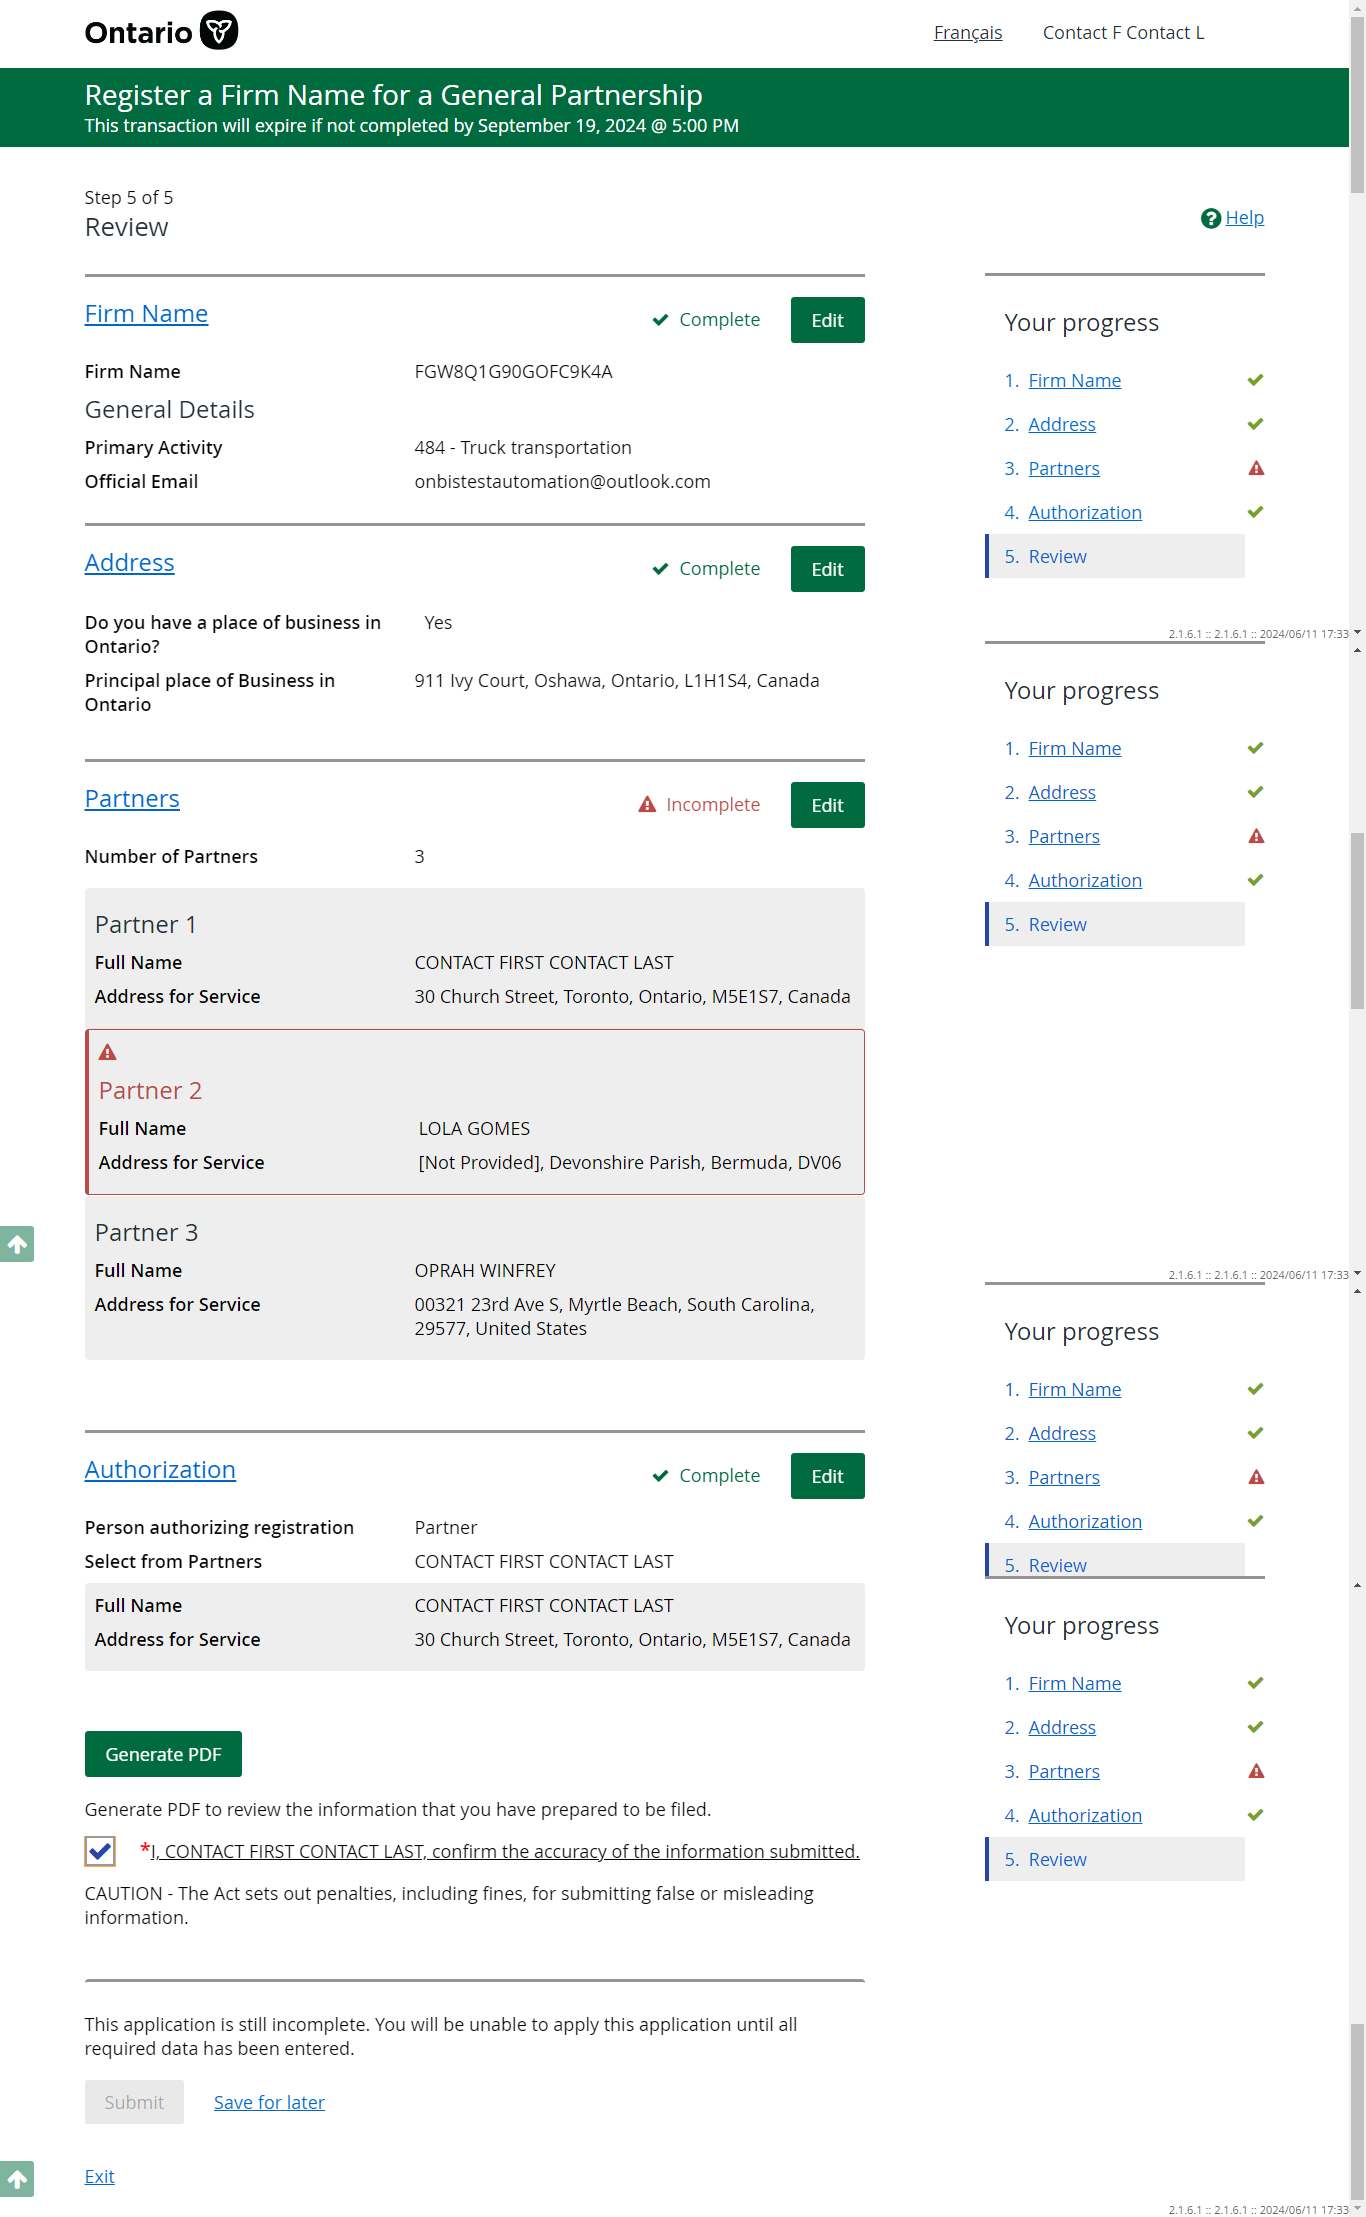 Ontario
Français
Contact F Contact L
Register a Firm Name for a General Partnership
This transaction will expire if not completed by September 19, 2024 @ 5:00 PM
Step 5 of 5
Review
Help
Firm Name
Complete
Edit
Firm Name FGW8Q1G90GOFC9K4A
General Details
Primary Activity 484 - Truck transportation
Official Email onbistestautomation@outlook.com
Your progress
1. Firm Name
2. Address
3. Partners
4. Authorization
5. Review
2.1.6.1 :: 2.1.6.1 :: 2024/06/11 17:33
Address
Complete
Edit
Do you have a place of business in Yes
Ontario?
Principal place of Business in 911 Ivy Court, Oshawa, Ontario, L1H1S4, Canada
Ontario
Your progress
1. Firm Name
2. Address
3. Partners
4. Authorization
5. Review
Partners
Incomplete
Edit
Number of Partners 3
Partner 1
Full Name CONTACT FIRST CONTACT LAST
Address for Service 30 Church Street, Toronto, Ontario, M5E1S7, Canada
Partner 2
Full Name LOLA GOMES
Address for Service [Not Provided], Devonshire Parish, Bermuda, DV06
Partner 3
Full Name OPRAH WINFREY
Address for Service 00321 23rd Ave S, Myrtle Beach, South Carolina,
29577, United States
2.1.6.1 :: 2.1.6.1 :: 2024/06/11 17:33
Your progress
1. Firm Name
2. Address
3. Partners
4. Authorization
5. Review
Authorization
Complete
Edit
Person authorizing registration Partner
Select from Partners CONTACT FIRST CONTACT LAST
Full Name CONTACT FIRST CONTACT LAST
Address for Service 30 Church Street, Toronto, Ontario, M5E1S7, Canada
Your progress
1. Firm Name
2. Address
3. Partners
4. Authorization
5. Review
Generate PDF
Generate PDF to review the information that you have prepared to be filed.
*I, CONTACT FIRST CONTACT LAST, confirm the accuracy of the information submitted.
CAUTION - The Act sets out penalties, including fines, for submitting false or misleading
information.
This application is still incomplete. You will be unable to apply this application until all
required data has been entered.
Submit
Save for later
Exit
2.1.6.1 :: 2.1.6.1 :: 2024/06/11 17:33